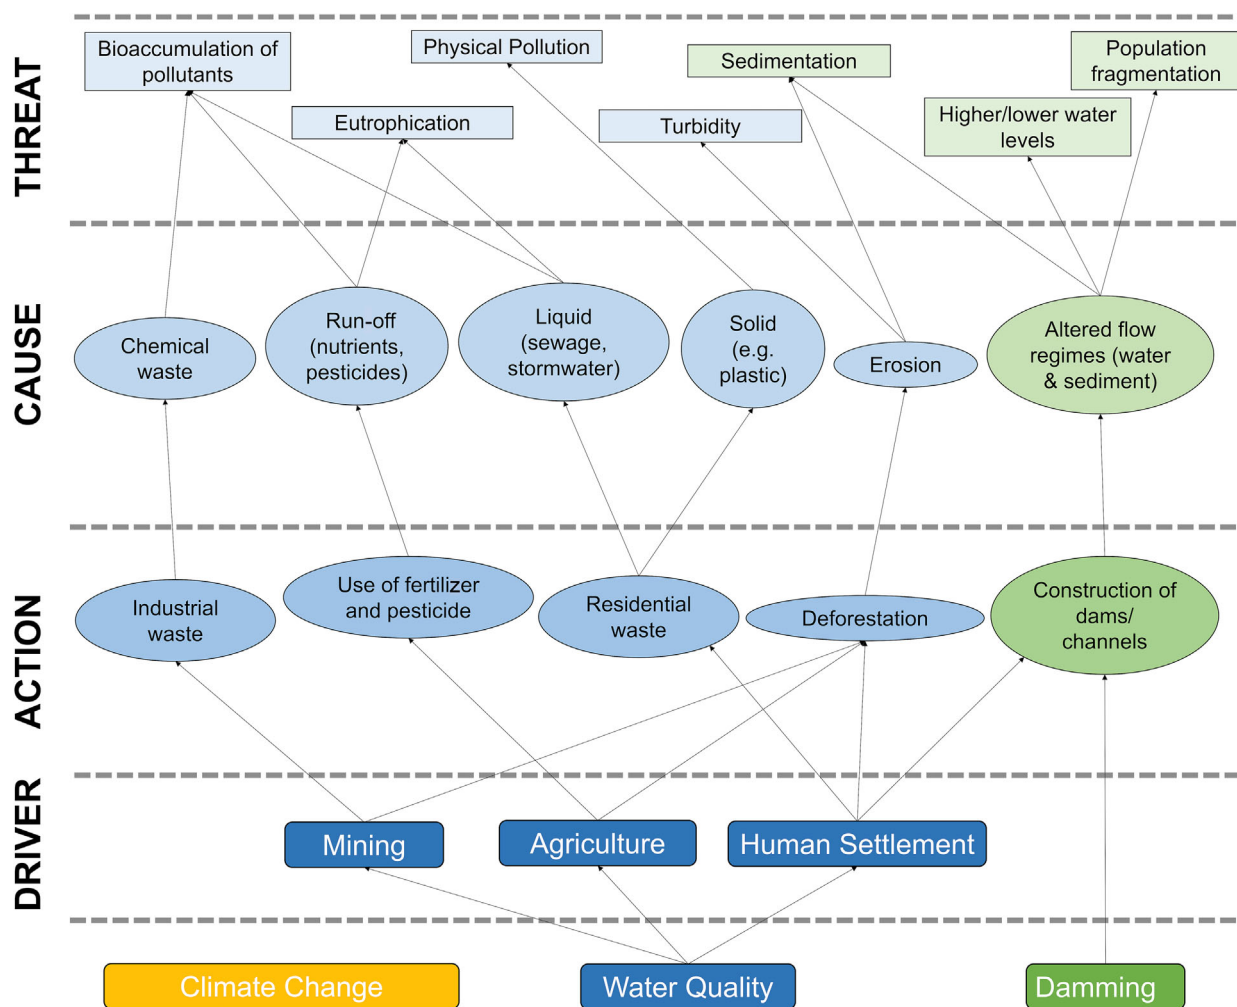 THREAT
Bioaccumulation of
pollutants
Physical Pollution
Sedimentation
Population
fragmentation
Eutrophication
Turbidity
Higher/lower water
levels
CAUSE
Chemical
waste
Run-off
(nutrients,
pesticides)
Liquid
(sewage,
stormwater)
Solid
(e.g.
plastic)
Erosion
Altered flow
regimes (water
& sediment)
ACTION
Industrial
waste
Use of fertilizer
and pesticide
Residential
waste
Deforestation
Construction of
dams/
channels
DRIVER
Mining
Agriculture
Human Settlement
Climate Change
Water Quality
Damming